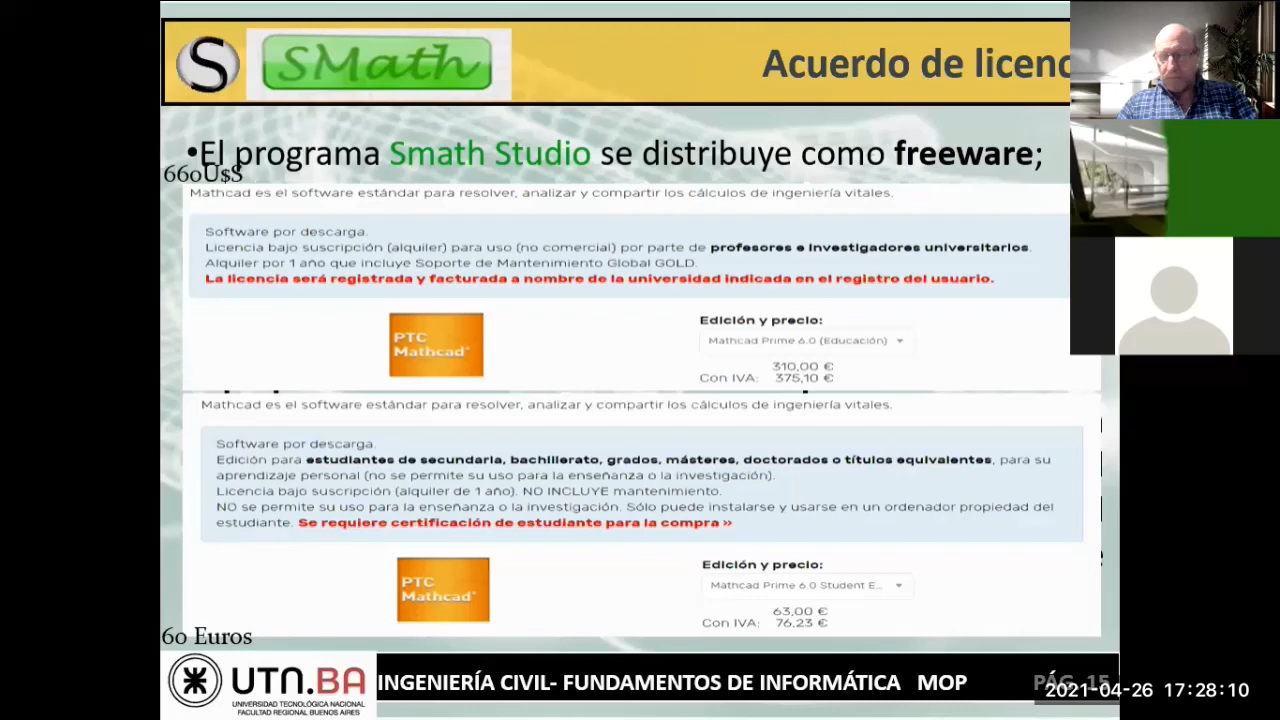 S
SMath
Acuerdo de licenc
•El programa Smath Studio se distribuye como freeware;
660U$S
Mathcad es el software estándar para resolver, analizar y compartir los cálculos de ingeniería vitales.
Software por descarga.
Licencia bajo suscripción (alquiler) para uso (no comercial) por parte de profesores e investigadores universitarios.
Alquiler por 1 año que incluye Soporte de Mantenimiento Global GOLD.
La licencia será registrada y facturada a nombre de la universidad indicada en el registro del usuario.
PTC
Mathcad
Edición y precio:
Mathcad Prime 6.0 (Educación)
310,00 €
Con IVA: 375,10 €
Mathcad es el software estándar para resolver, analizar y compartir los cálculos de ingeniería vitales.
Software por descarga.
Edición para estudiantes de secundaria, bachillerato, grados, másteres, doctorados o títulos equivalentes, para su
aprendizaje personal (no se permite su uso para la enseñanza o la investigación).
Licencia bajo suscripción (alquiler de 1 año). NO INCLUYE mantenimiento.
NO se permite su uso para la enseñanza o la investigación. Sólo puede instalarse y usarse en un ordenador propiedad del
estudiante. Se requiere certificación de estudiante para la compra »
PTC
Mathcad
Edición y precio:
Mathcad Prime 6.0 Student E...
63,00 €
Con IVA: 76,23 €
60 Euros
UTN.BA
UNIVERSIDAD TECNOLÓGICA NACIONAL
FACULTAD REGIONAL BUENOS AIRES
INGENIERÍA CIVIL- FUNDAMENTOS DE INFORMÁTICA MOP
PÁG. 15
2021-04-26 17:28:10